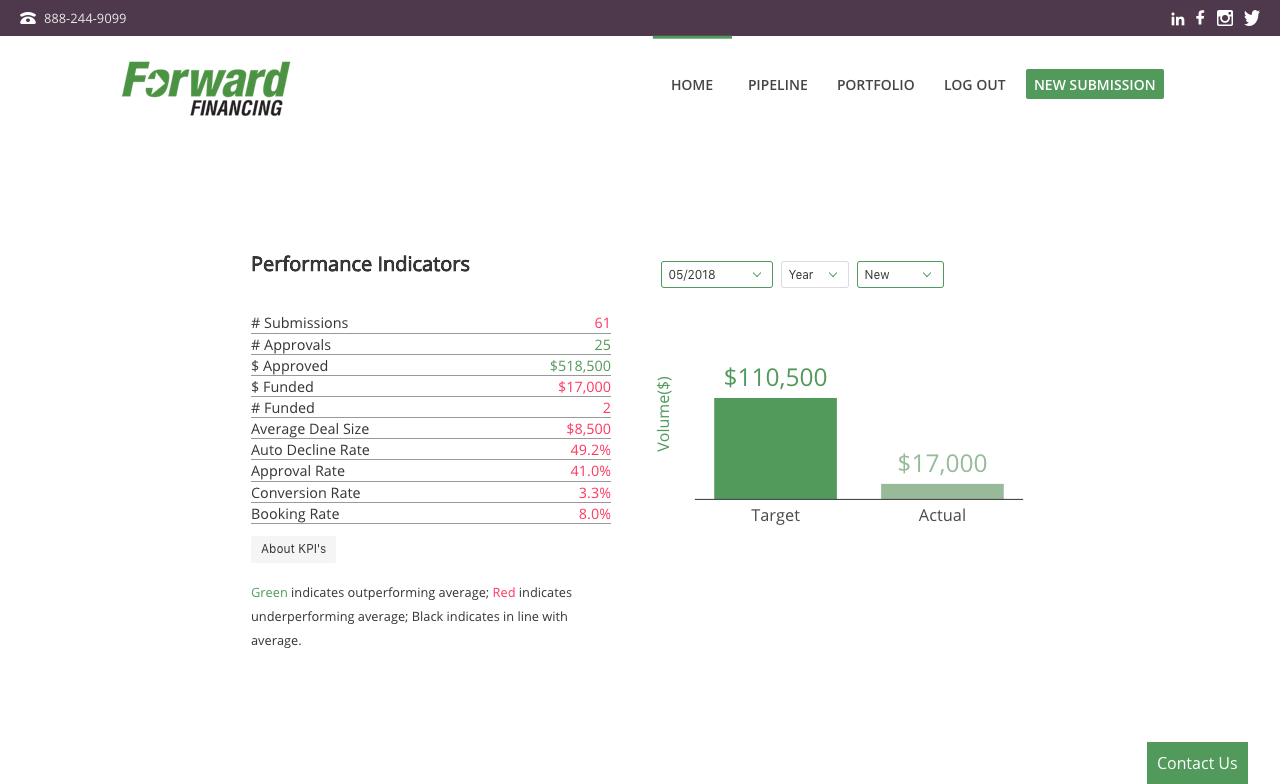 888-244-9099
Forward
FINANCING
HOME PIPELINE PORTFOLIO LOG OUT NEW SUBMISSION
Performance Indicators
05/2018 Year New
# Submissions 61
# Approvals 25
$ Approved $518,500
$ Funded $17,000
# Funded 2
Average Deal Size $8,500
Auto Decline Rate 49.2%
Approval Rate 41.0%
Conversion Rate 3.3%
Booking Rate 8.0%
About KPI's
Green indicates outperforming average; Red indicates
underperforming average; Black indicates in line with
average.
Volume($)
$110,500
$17,000
Target Actual
Contact Us